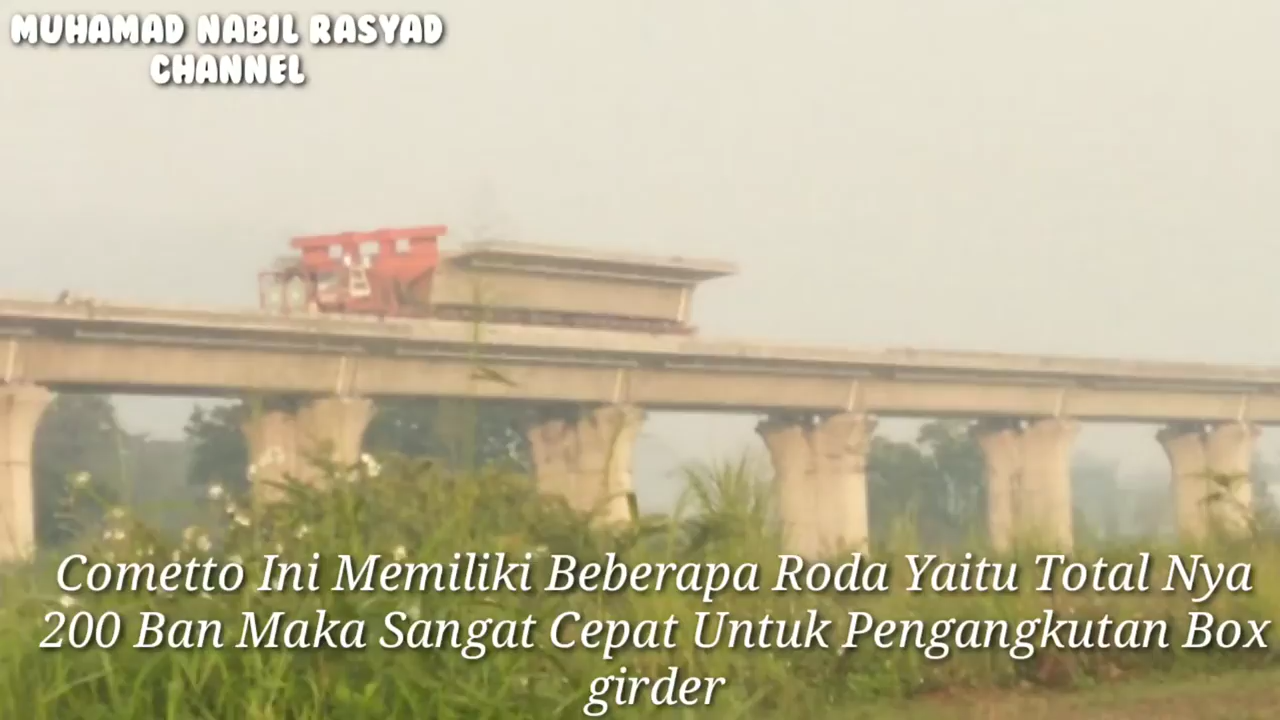 MUHAMAD NABIL RASYAD
CHANNEL
Cometto Ini Memiliki Beberapa Roda Yaitu Total Nya
200 Ban Maka Sangat Cepat Untuk Pengangkutan Box
girder